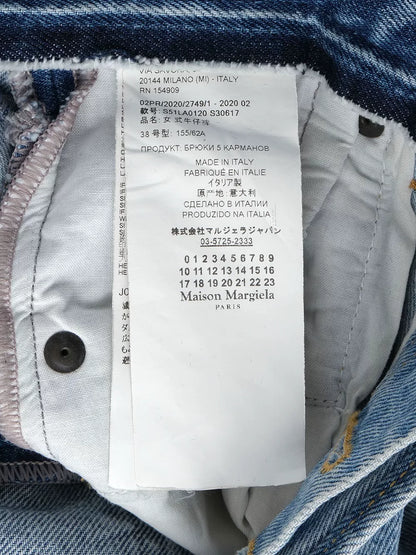 VIA SAVONA
20144 MILANO (MI) - ITALY
RN 154909
02PR/2020/2749/1 - 2020 02
款号: S51LA0120 S30617
品名: 女 式 牛仔裤
38 号型: 155/62A
ПРОДУКТ: БРЮКИ 5 КАРМАНОВ
MADE IN ITALY
FABRIQUÉ EN ITALIE
イタリア製
原产地: 意大利
СДЕЛАНО В ИТАЛИИ
PRODUZIDO NA ITALIA
株式会社マルジェラジャパン
03-5725-2333
0 1 2 3 4 5 6 7 8 9
10 11 12 13 14 15 16
17 18 19 20 21 22 23
Maison Margiela
PARIS